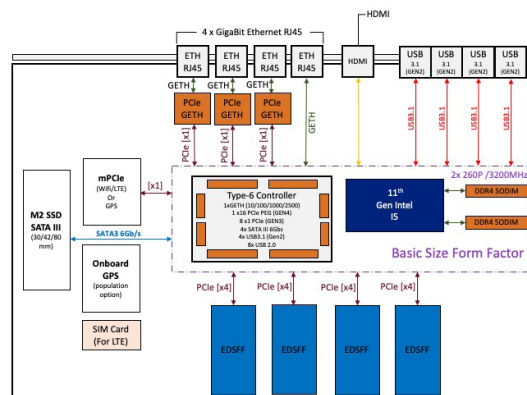 HDMI
4 x GigaBit Ethernet RJ45
ETH
RJ45
ETH
RJ45
ETH
RJ45
ETH
RJ45
HDMI
USB
3.1
(GEN2)
USB
3.1
(GEN2)
USB
3.1
(GEN2)
USB
3.1
(GEN2)
GETH
GETH
GETH
GETH
PCIe
GETH
PCIe
GETH
PCIe
GETH
USB3.1
USB3.1
USB3.1
USB3.1
PCIe [x1]
PCIe [x1]
PCIe [x1]
2x 260P /3200MHz
M2 SSD
SATA III
(30/42/80
mm)
mPCIe
(Wifi/LTE)
Or
GPS
[x1]
SATA3 6Gb/s
Onboard
GPS
(population
option)
SIM Card
(For LTE)
Type-6 Controller
1xGETH (10/100/1000/2500)
1 x16 PCIe PEG (GEN4)
8 x1 PCIe (GEN3)
4x SATA III 6Gbs
4x USB3.1 (Gen2)
8x USB 2.0
11th
Gen Intel
I5
DDR4 SODIM
DDR4 SODIM
Basic Size Form Factor
PCIe [x4]
PCIe [x4]
PCIe [x4]
PCIe [x4]
EDSFF
EDSFF
EDSFF
EDSFF